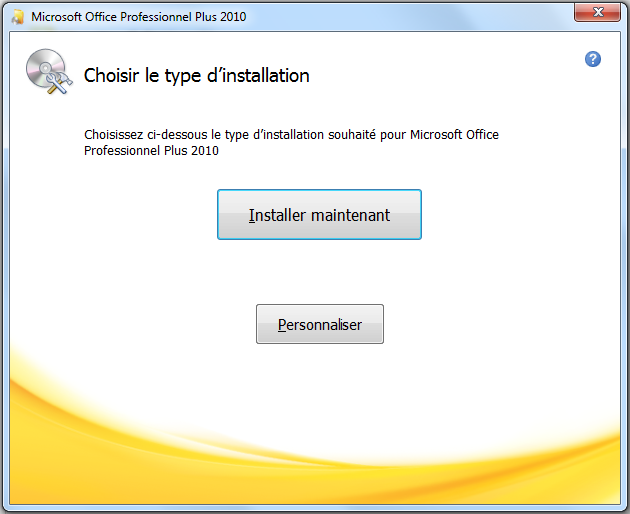 Microsoft Office Professionnel Plus 2010
Choisir le type d’installation
Choisissez ci-dessous le type d’installation souhaité pour Microsoft Office
Professionnel Plus 2010
Installer maintenant
Personnaliser